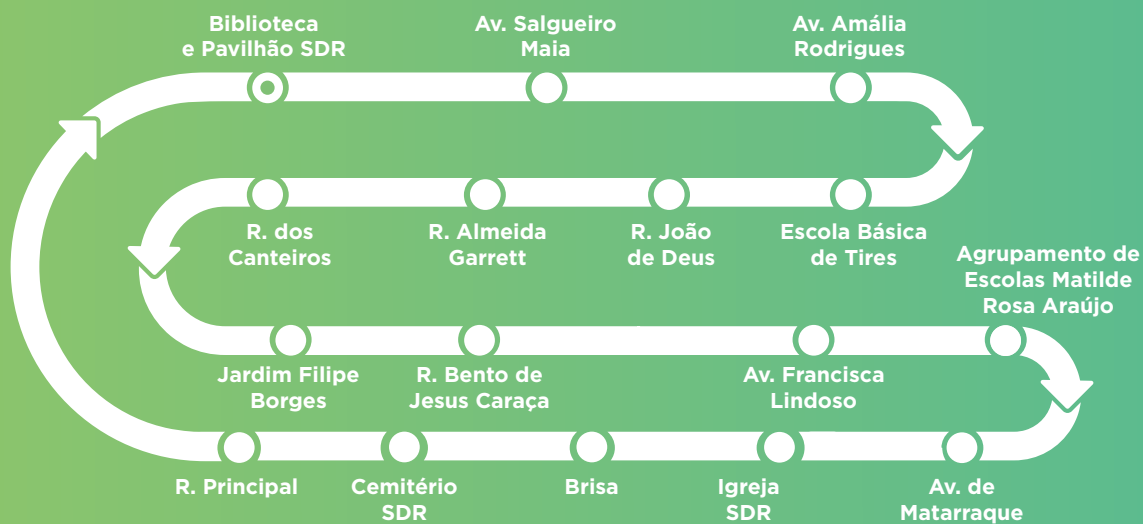 Biblioteca
e Pavilhão SDR
Av. Salgueiro
Maia
Av. Amália
Rodrigues
R. dos
Canteiros
R. Almeida
Garrett
R. João
de Deus
Escola Básica
de Tires
Agrupamento de
Escolas Matilde
Rosa Araújo
Jardim Filipe
Borges
R. Bento de
Jesus Caraça
Av. Francisca
Lindoso
R. Principal
Cemitério
SDR
Brisa
Igreja
SDR
Av. de
Matarraque